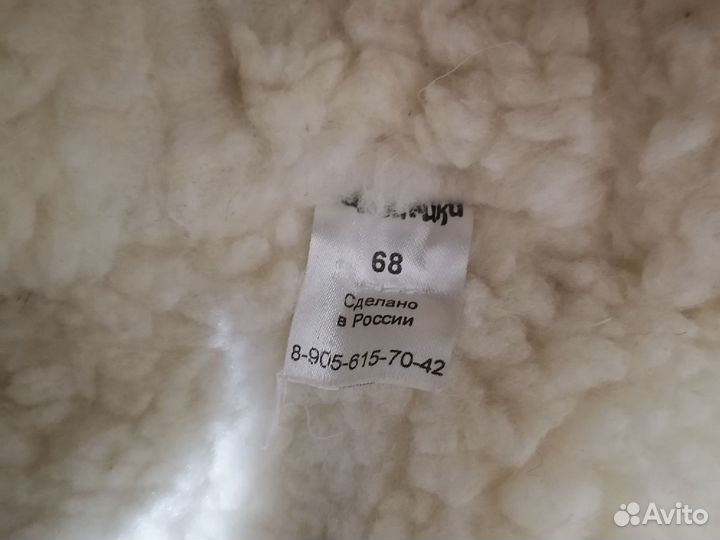 68
Сделано
в России
8-905-615-70-42
Avito